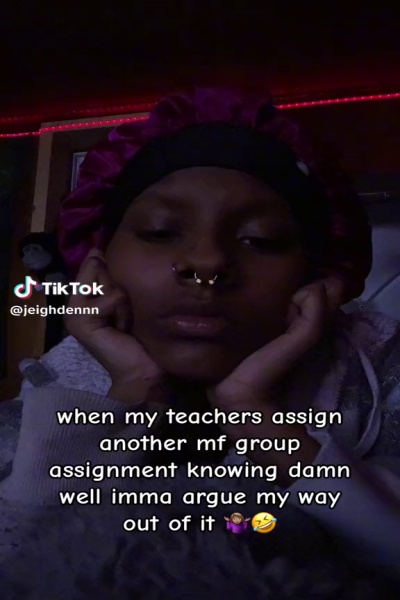 TikTok
@jeighdennn
when my teachers assign
another mf group
assignment knowing damn
well imma argue my way
out of it 🤷🏽‍♀️🤣